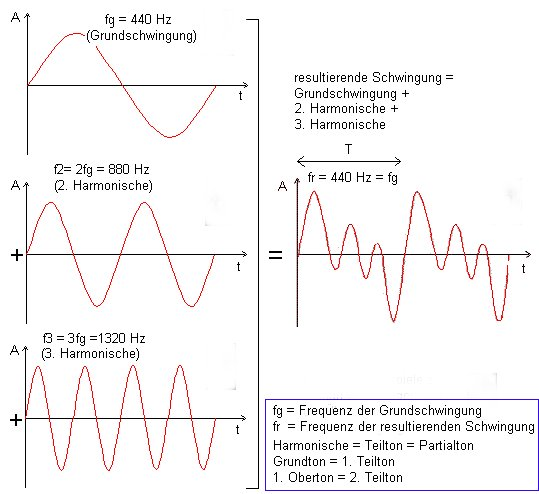 A
fg = 440 Hz
(Grundschwingung)
t
f2= 2fg = 880 Hz
A
(2. Harmonische)
+
t
f3 = 3fg =1320 Hz
A
(3. Harmonische)
+
t
resultierende Schwingung =
Grundschwingung +
2. Harmonische +
3. Harmonische
T
A
fr = 440 Hz = fg
=
t
fg = Frequenz der Grundschwingung
fr = Frequenz der resultierenden Schwingung
Harmonische = Teilton = Partialton
Grundton = 1. Teilton
1. Oberton = 2. Teilton